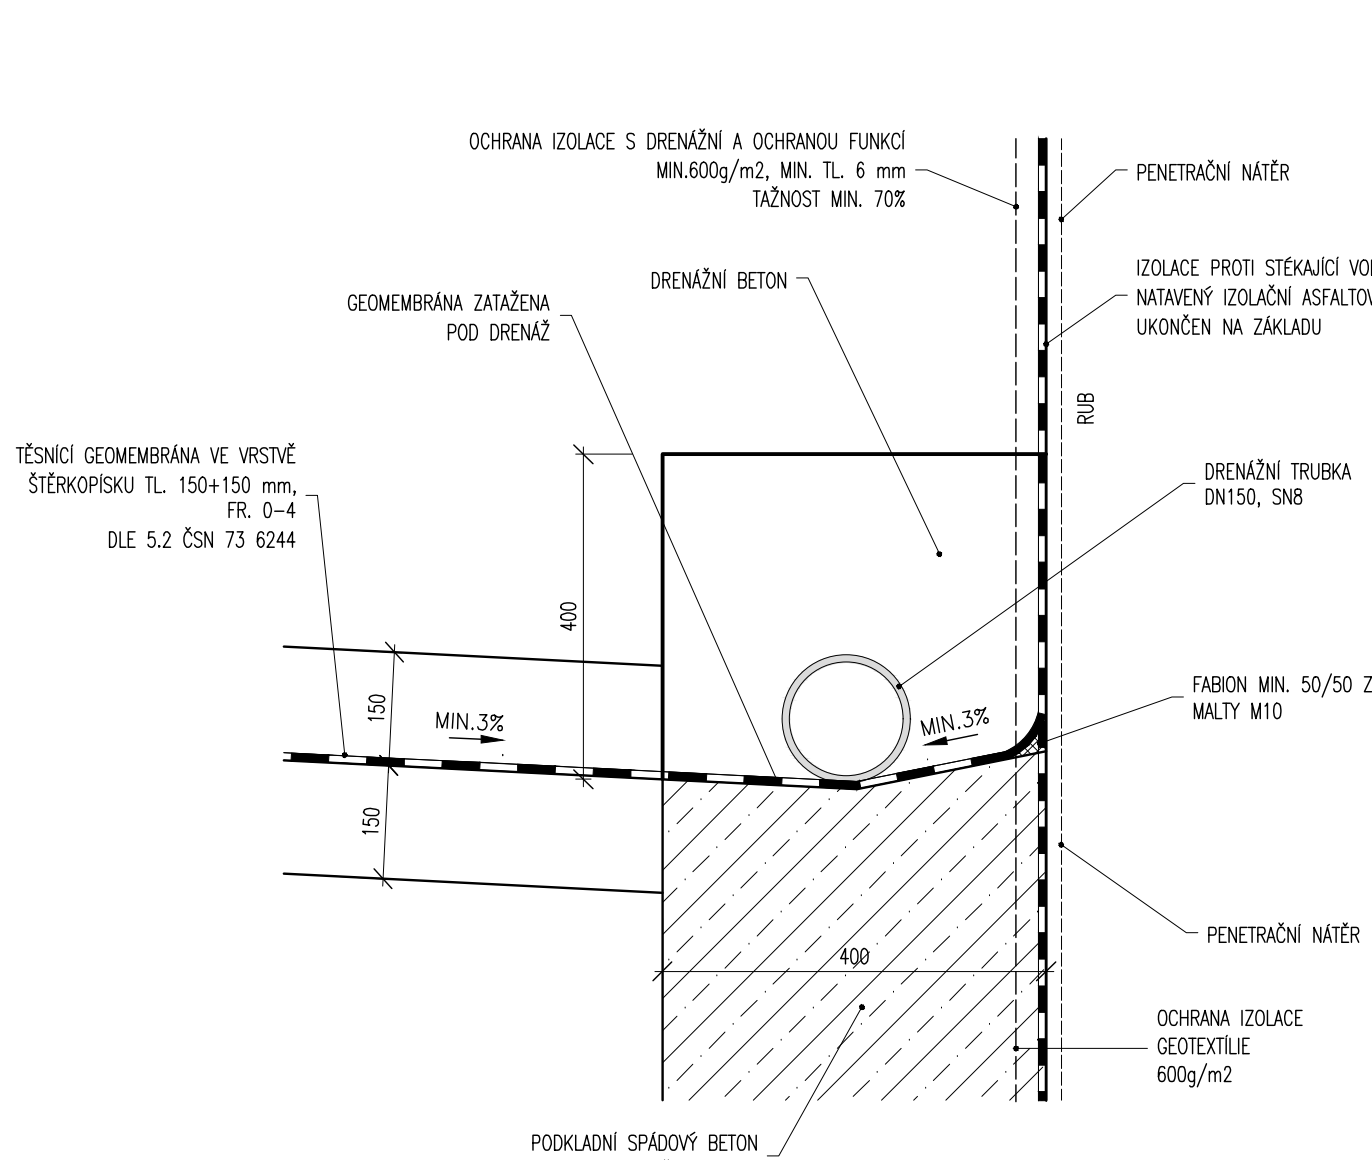 OCHRANA IZOLACE S DRENÁŽNÍ A OCHRANOU FUNKCÍ
MIN.600g/m2, MIN. TL. 6 mm
TAŽNOST MIN. 70%
PENETRAČNÍ NÁTĚR
IZOLACE PROTI STÉKAJÍCÍ
NATAVENÝ IZOLAČNÍ
UKONČEN NA ZÁKLADU
DRENÁŽNÍ BETON
GEOMEMBRÁNA ZATAŽENA
POD DRENÁŽ
RUB
TĚSNÍCÍ GEOMEMBRÁNA VE VRSTVĚ
ŠTĚRKOPÍSKU TL. 150+150 mm,
FR. 0-4
DLE 5.2 ČSN 73 6244
DRENÁŽNÍ TRUBKA
DN150, SN8
400
150
MIN.3%
MIN.3%
FABION MIN. 50/50 Z
MALTY M10
150
PENETRAČNÍ NÁTĚR
400
OCHRANA IZOLACE
GEOTEXTÍLIE
600g/m2
PODKLADNÍ SPÁDOVÝ BETON